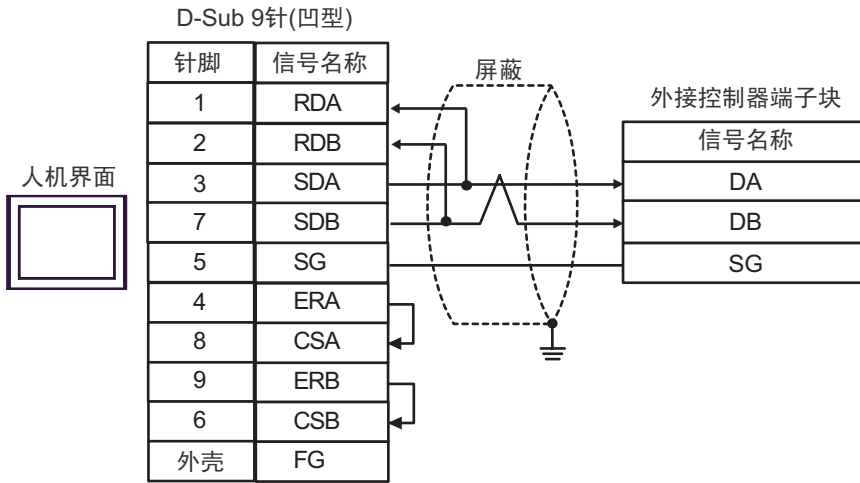 D-Sub 9针(凹型)
针脚 信号名称
1 RDA
2 RDB
3 SDA
7 SDB
5 SG
4 ERA
8 CSA
9 ERB
6 CSB
外壳 FG
人机界面
屏蔽
外接控制器端子块
信号名称
DA
DB
SG